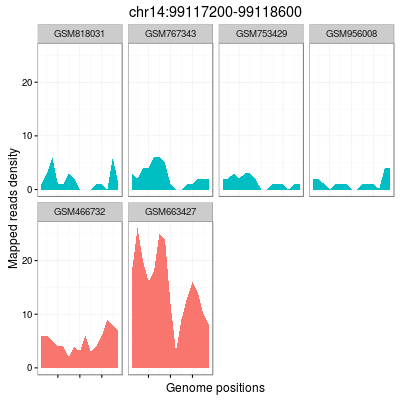 chr14:99117200-99118600
GSM818031 GSM767343 GSM753429 GSM956008
20
10
0
Mapped reads density
GSM466732 GSM663427
20
10
0
Genome positions